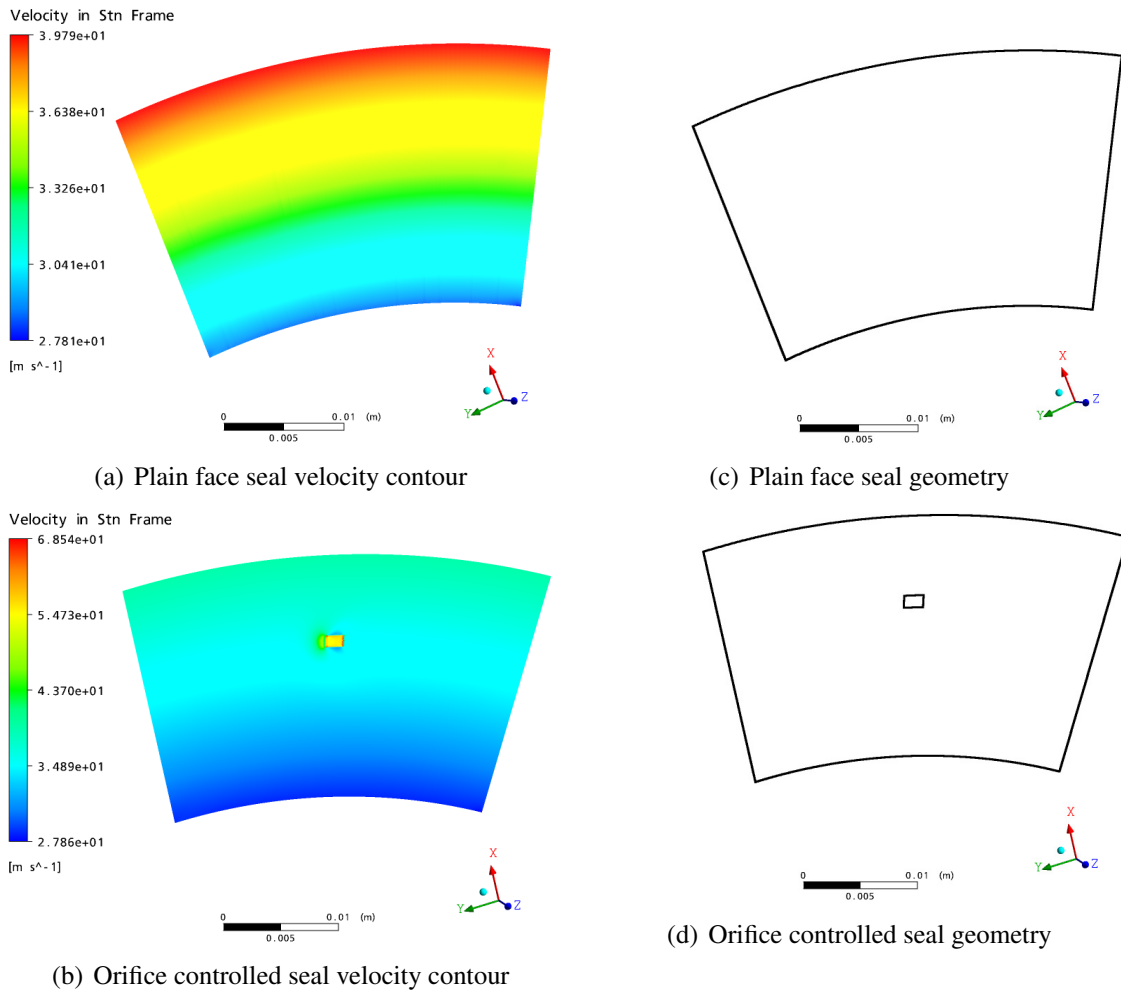 Velocity in Stn Frame
3.979e+01
3.638e+01
3.326e+01
3.041e+01
2.781e+01
[m s^-1]
0 0.01 (m)
0.005
X
Y
Z
(a) Plain face seal velocity contour
0 0.01 (m)
0.005
X
Y
Z
(c) Plain face seal geometry
Velocity in Stn Frame
6.854e+01
5.473e+01
4.370e+01
3.489e+01
2.786e+01
[m s^-1]
0 0.01 (m)
0.005
X
Y
Z
(b) Orifice controlled seal velocity contour
0 0.01 (m)
0.005
X
Y
Z
(d) Orifice controlled seal geometry